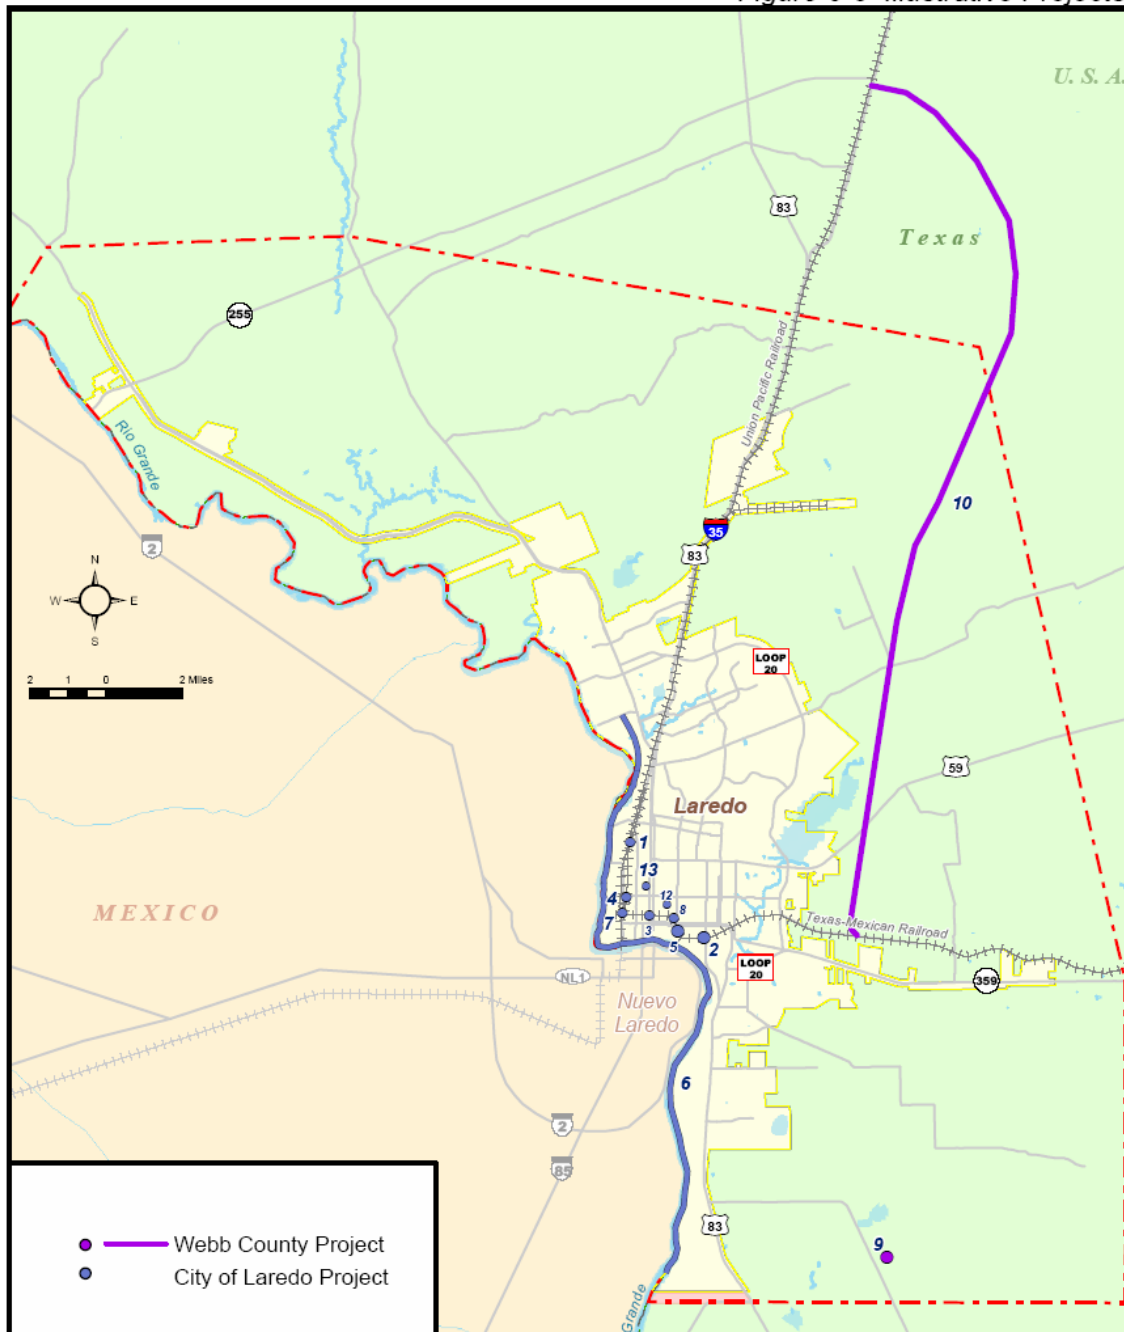 U. S. A.
83
Texas
255
Union Pacific Railroad
Rio Grande
10
35
2
83
N
W E
S
LOOP
20
2 1 0 2 Miles
59
Laredo
1
13
MEXICO
4
12
7
3
8
5
2
Texas-Mexican Railroad
LOOP
20
NL1
359
Nuevo
Laredo
6
2
85
83
9
Webb County Project
City of Laredo Project
Grande